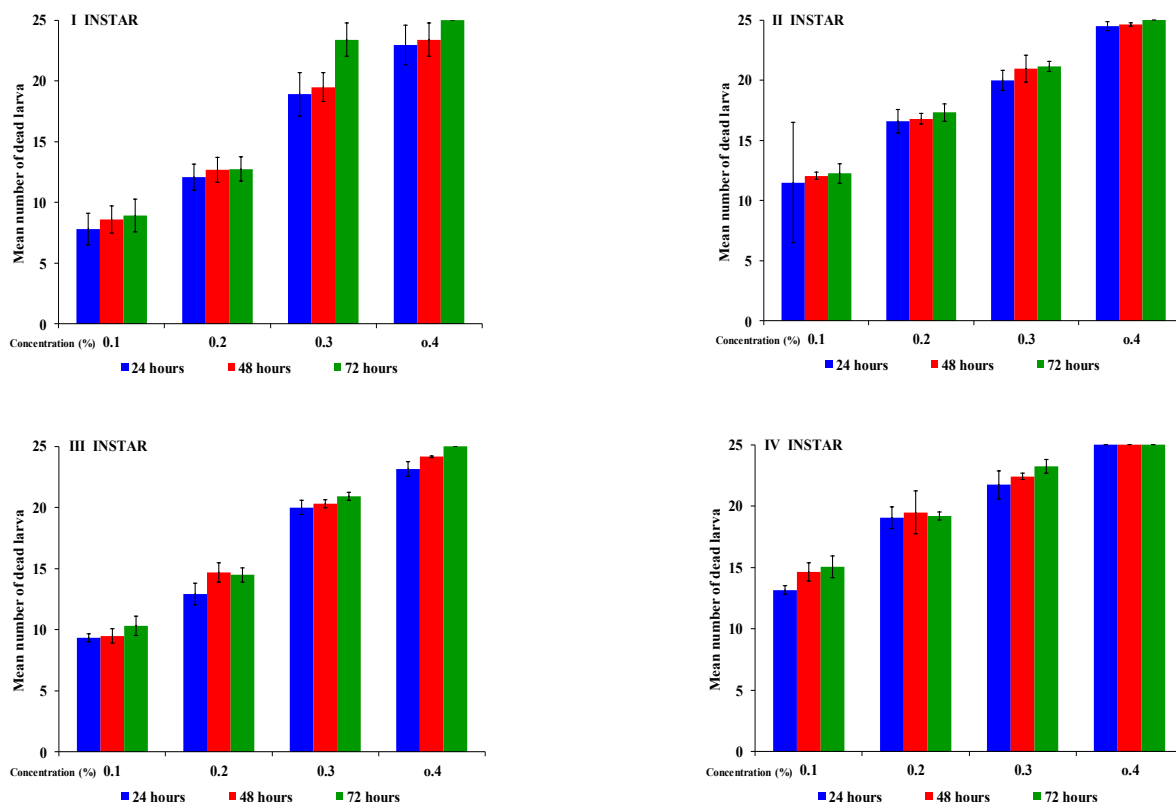 I INSTAR
Mean number of dead larva
25
20
15
10
5
0
Concentration (%) 0.1 0.2 0.3 o.4
24 hours 48 hours 72 hours
II INSTAR
Mean number of dead larva
25
20
15
10
5
0
Concentration (%) 0.1 0.2 0.3 o.4
24 hours 48 hours 72 hours
III INSTAR
Mean number of dead larva
25
20
15
10
5
0
Concentration (%) 0.1 0.2 0.3 o.4
24 hours 48 hours 72 hours
IV INSTAR
Mean number of dead larva
25
20
15
10
5
0
Concentration (%) 0.1 0.2 0.3 o.4
24 hours 48 hours 72 hours